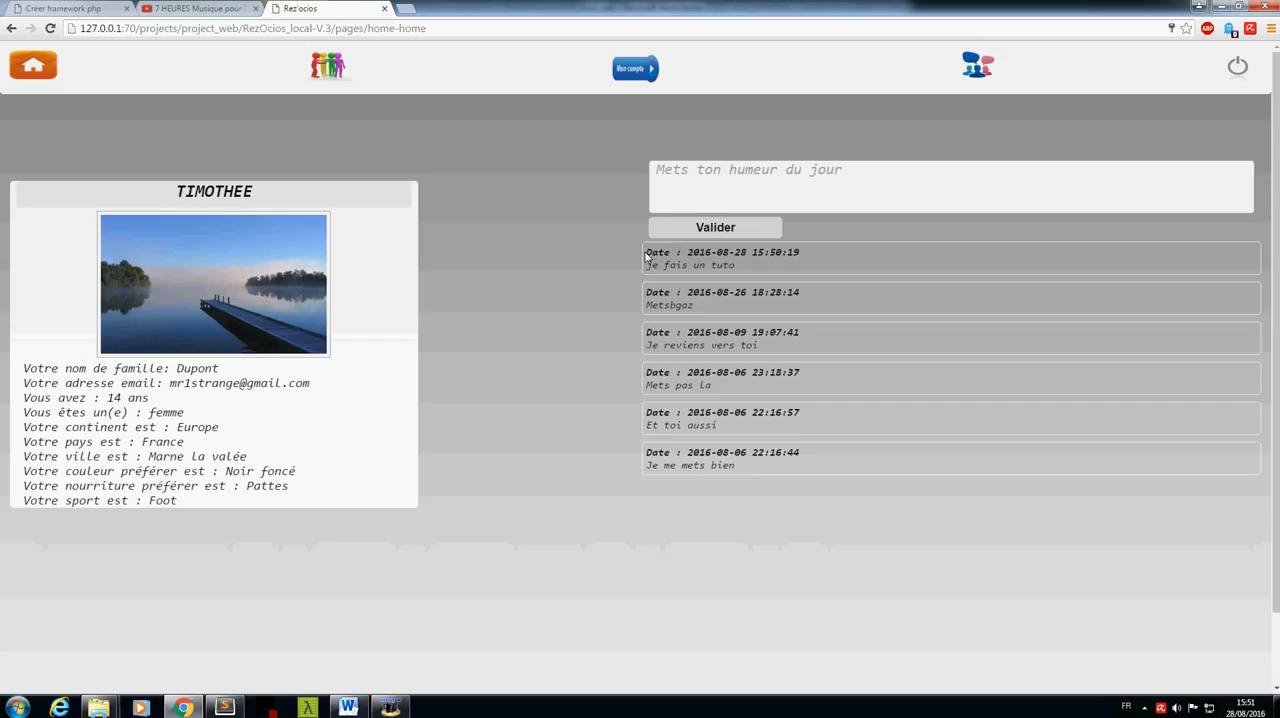 Créer framework php
7 HEURES Musique pour
Rez'ocios
127.0.0.1:70/projects/project_web/RezOcios_local-V.3/pages/home-home
ABP
Mon compte
Mets ton humeur du jour
TIMOTHEE
Valider
Date : 2016-08-28 15:50:19
je fais un tuto
Date : 2016-08-26 18:28:14
Metsbgaz
Date : 2016-08-09 19:07:41
Je reviens vers toi
Date : 2016-08-06 23:18:37
Mets pas la
Date : 2016-08-06 22:16:57
Et toi aussi
Date : 2016-08-06 22:16:44
Je me mets bien
Votre nom de famille: Dupont
Votre adresse email: mr1strange@gmail.com
Vous avez : 14 ans
Vous êtes un(e) : femme
Votre continent est : Europe
Votre pays est : France
Votre ville est : Marne la valée
Votre couleur préférer est : Noir foncé
Votre nourriture préférer est : Pattes
Votre sport est : Foot
FR
15:51
28/08/2016